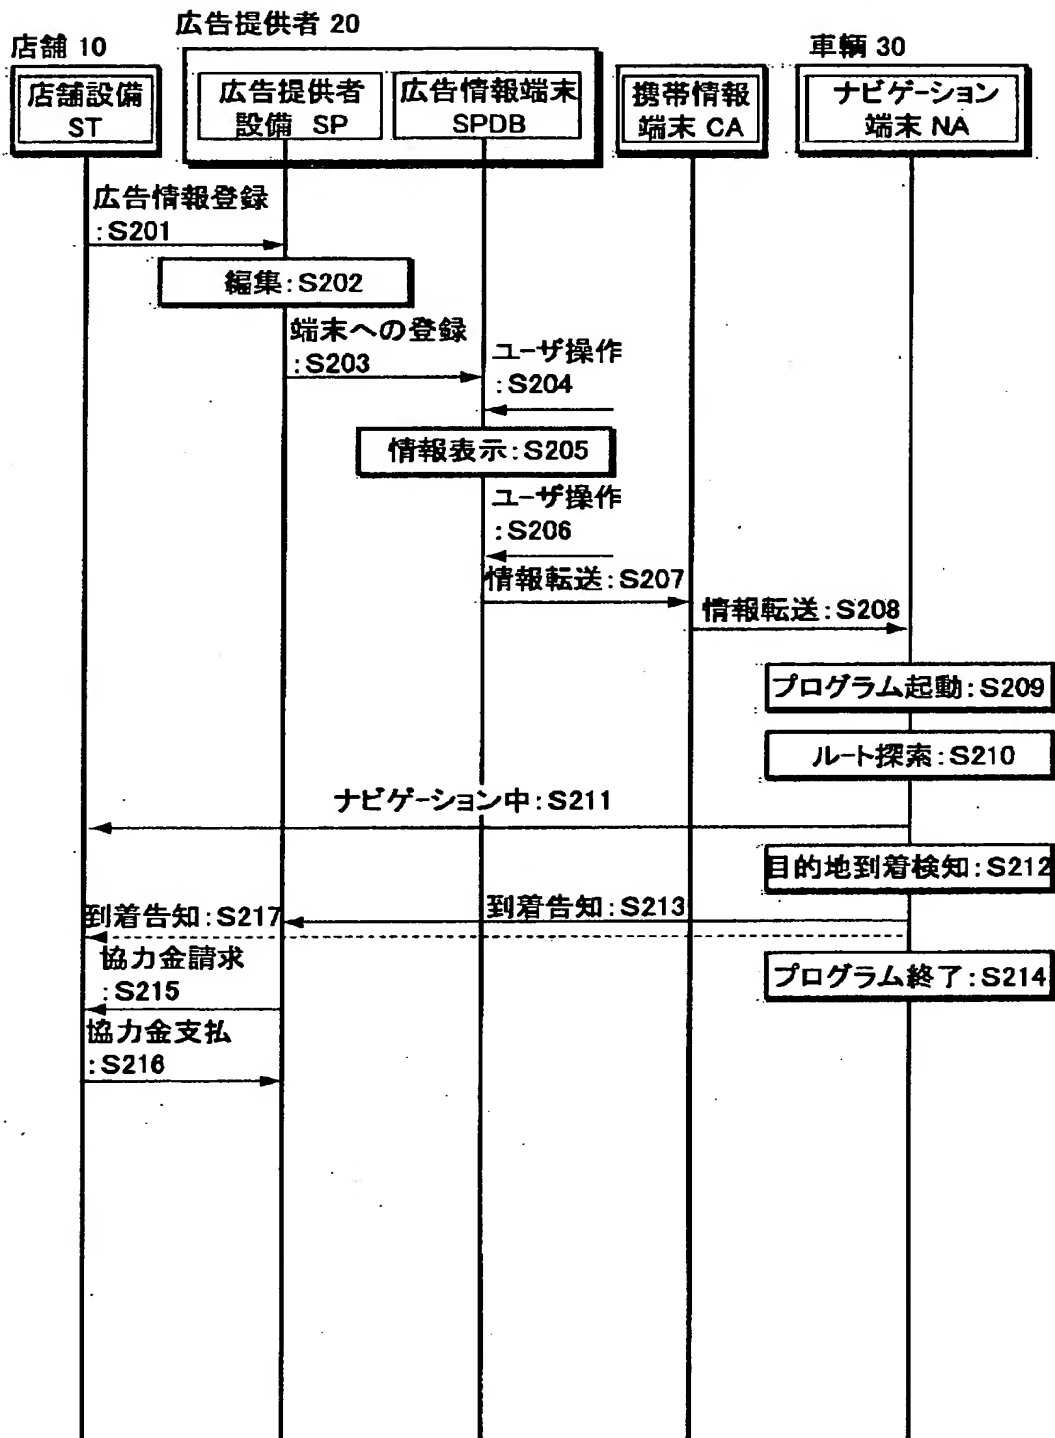 店舗 10
広告提供者 20
車輌 30
店舗設備
ST
広告提供者
設備 SP
広告情報端末
SPDB
携帯情報
端末 CA
ナビゲーション
端末 NA
広告情報登録
:S201
編集:S202
端末への登録
:S203
ユーザ操作
:S204
情報表示:S205
ユーザ操作
:S206
情報転送:S207
情報転送:S208
プログラム起動:S209
ルート探索:S210
ナビゲーション中:S211
目的地到着検知:S212
到着告知:S213
到着告知:S217
プログラム終了:S214
協力金請求
:S215
協力金支払
:S216